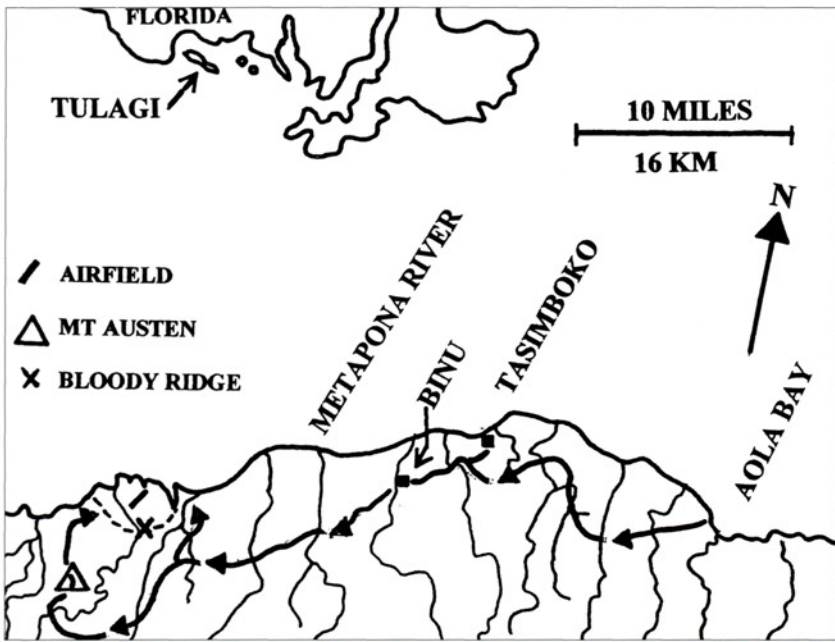 FLORIDA
TULAGI
10 MILES
16 KM
N
AIRFIELD
MT AUSTEN
BLOODY RIDGE
METAPONA RIVER
BINU
TASIMBOKO
AOLA BAY